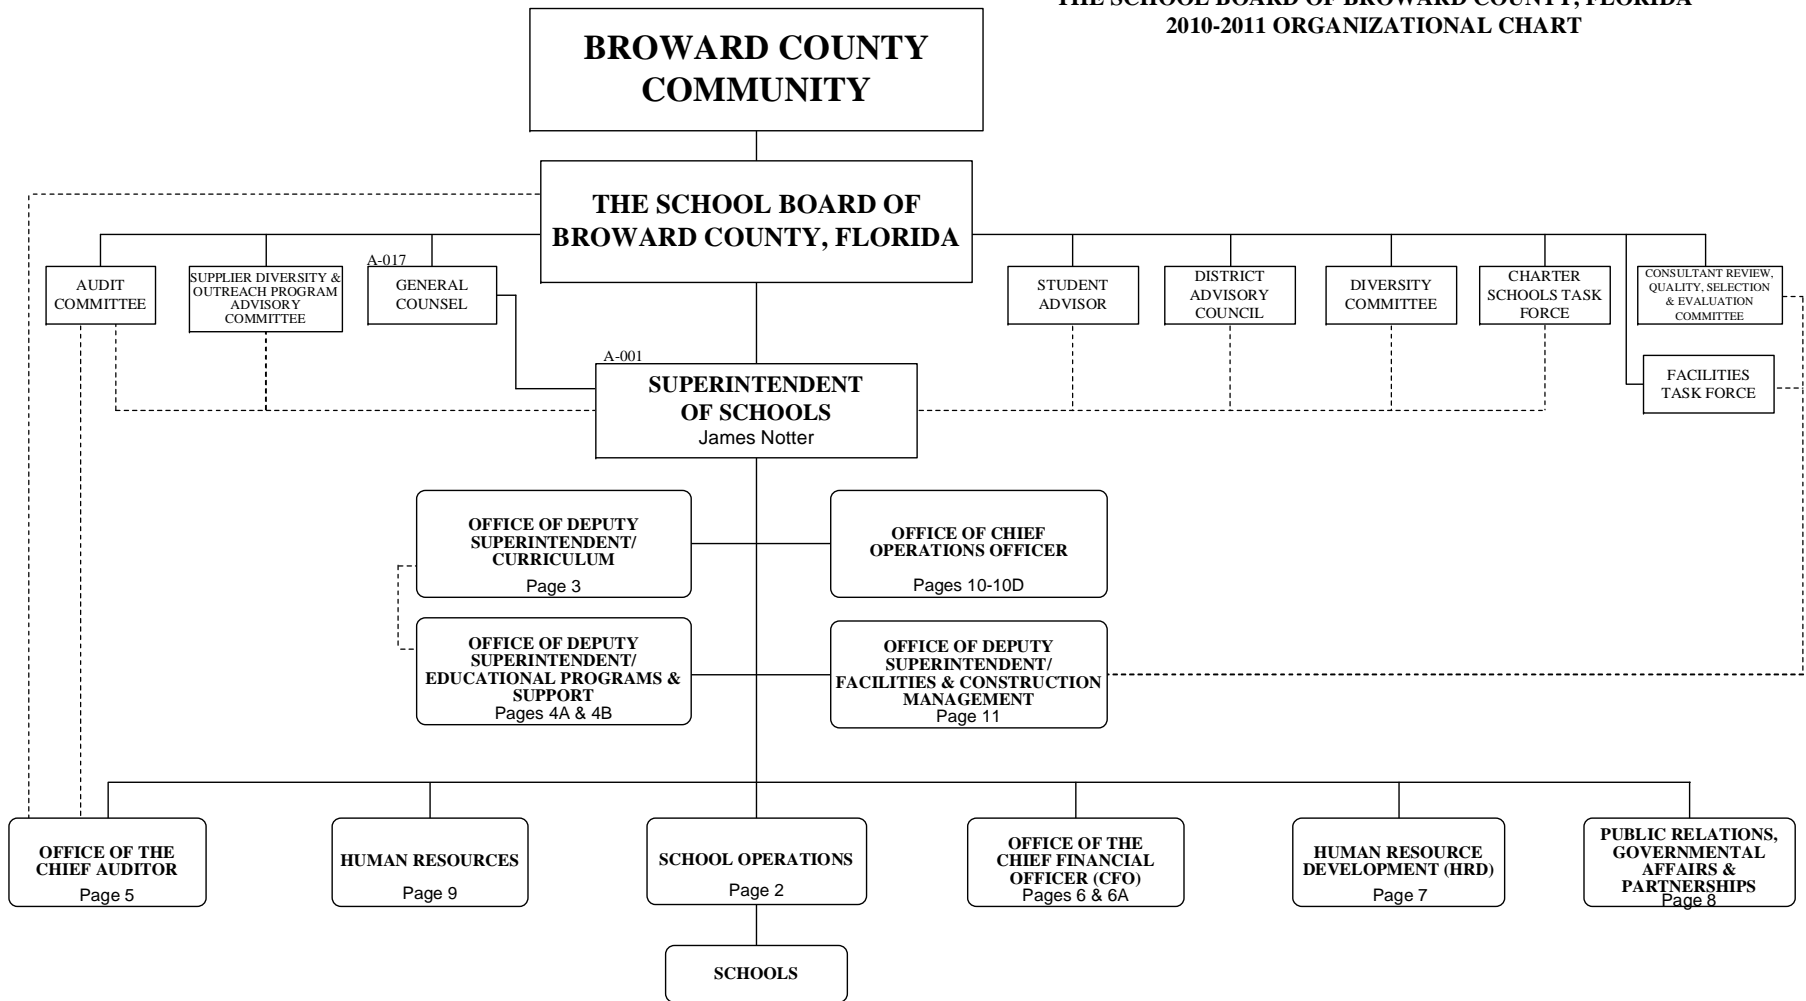 THE SCHOOL BOARD OF BROWARD COUNTY, FLORIDA
2010-2011 ORGANIZATIONAL CHART
BROWARD COUNTY
COMMUNITY
THE SCHOOL BOARD OF
BROWARD COUNTY, FLORIDA
AUDIT
COMMITTEE
SUPPLIER DIVERSITY &
OUTREACH PROGRAM
ADVISORY
COMMITTEE
A-017
GENERAL
COUNSEL
STUDENT
ADVISOR
DISTRICT
ADVISORY
COUNCIL
DIVERSITY
COMMITTEE
CHARTER
SCHOOLS TASK
FORCE
CONSULTANT REVIEW,
QUALITY, SELECTION
& EVALUATION
COMMITTEE
FACILITIES
TASK FORCE
A-001
SUPERINTENDENT
OF SCHOOLS
James Notter
OFFICE OF DEPUTY
SUPERINTENDENT/
CURRICULUM
Page 3
OFFICE OF CHIEF
OPERATIONS OFFICER
Pages 10-10D
OFFICE OF DEPUTY
SUPERINTENDENT/
EDUCATIONAL PROGRAMS &
SUPPORT
Pages 4A & 4B
OFFICE OF DEPUTY
SUPERINTENDENT/
FACILITIES & CONSTRUCTION
MANAGEMENT
Page 11
OFFICE OF THE
CHIEF AUDITOR
Page 5
HUMAN RESOURCES
Page 9
SCHOOL OPERATIONS
Page 2
OFFICE OF THE
CHIEF FINANCIAL
OFFICER (CFO)
Pages 6 & 6A
HUMAN RESOURCE
DEVELOPMENT (HRD)
Page 7
PUBLIC RELATIONS,
GOVERNMENTAL
AFFAIRS &
PARTNERSHIPS
Page 8
SCHOOLS